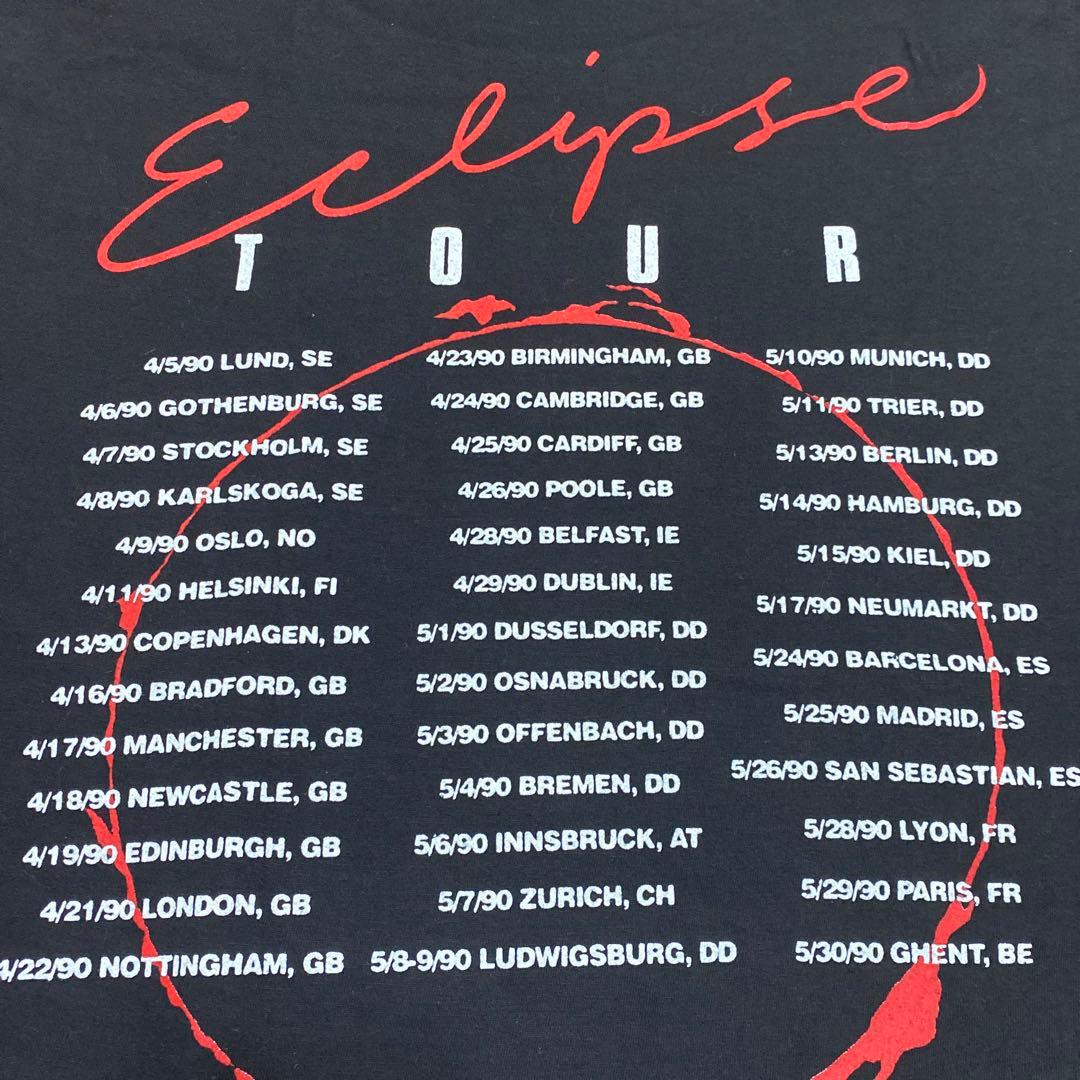 Eclipse
TOUR
4/5/90 LUND, SE
4/6/90 GOTHENBURG, SE
4/7/90 STOCKHOLM, SE
4/8/90 KARLSKOGA, SE
4/9/90 OSLO, NO
4/11/90 HELSINKI, FI
4/13/90 COPENHAGEN, DK
4/16/90 BRADFORD, GB
4/17/90 MANCHESTER, GB
4/18/90 NEWCASTLE, GB
4/19/90 EDINBURGH, GB
4/21/90 LONDON, GB
4/22/90 NOTTINGHAM, GB
4/23/90 BIRMINGHAM, GB
4/24/90 CAMBRIDGE, GB
4/25/90 CARDIFF, GB
4/26/90 POOLE, GB
4/28/90 BELFAST, IE
4/29/90 DUBLIN, IE
5/1/90 DUSSELDORF, DD
5/2/90 OSNABRUCK, DD
5/3/90 OFFENBACH, DD
5/4/90 BREMEN, DD
5/6/90 INNSBRUCK, AT
5/7/90 ZURICH, CH
5/8-9/90 LUDWIGSBURG, DD
5/10/90 MUNICH, DD
5/11/90 TRIER, DD
5/13/90 BERLIN, DD
5/14/90 HAMBURG, DD
5/15/90 KIEL, DD
5/17/90 NEUMARKT, DD
5/24/90 BARCELONA, ES
5/25/90 MADRID, ES
5/26/90 SAN SEBASTIAN, ES
5/28/90 LYON, FR
5/29/90 PARIS, FR
5/30/90 GHENT, BE